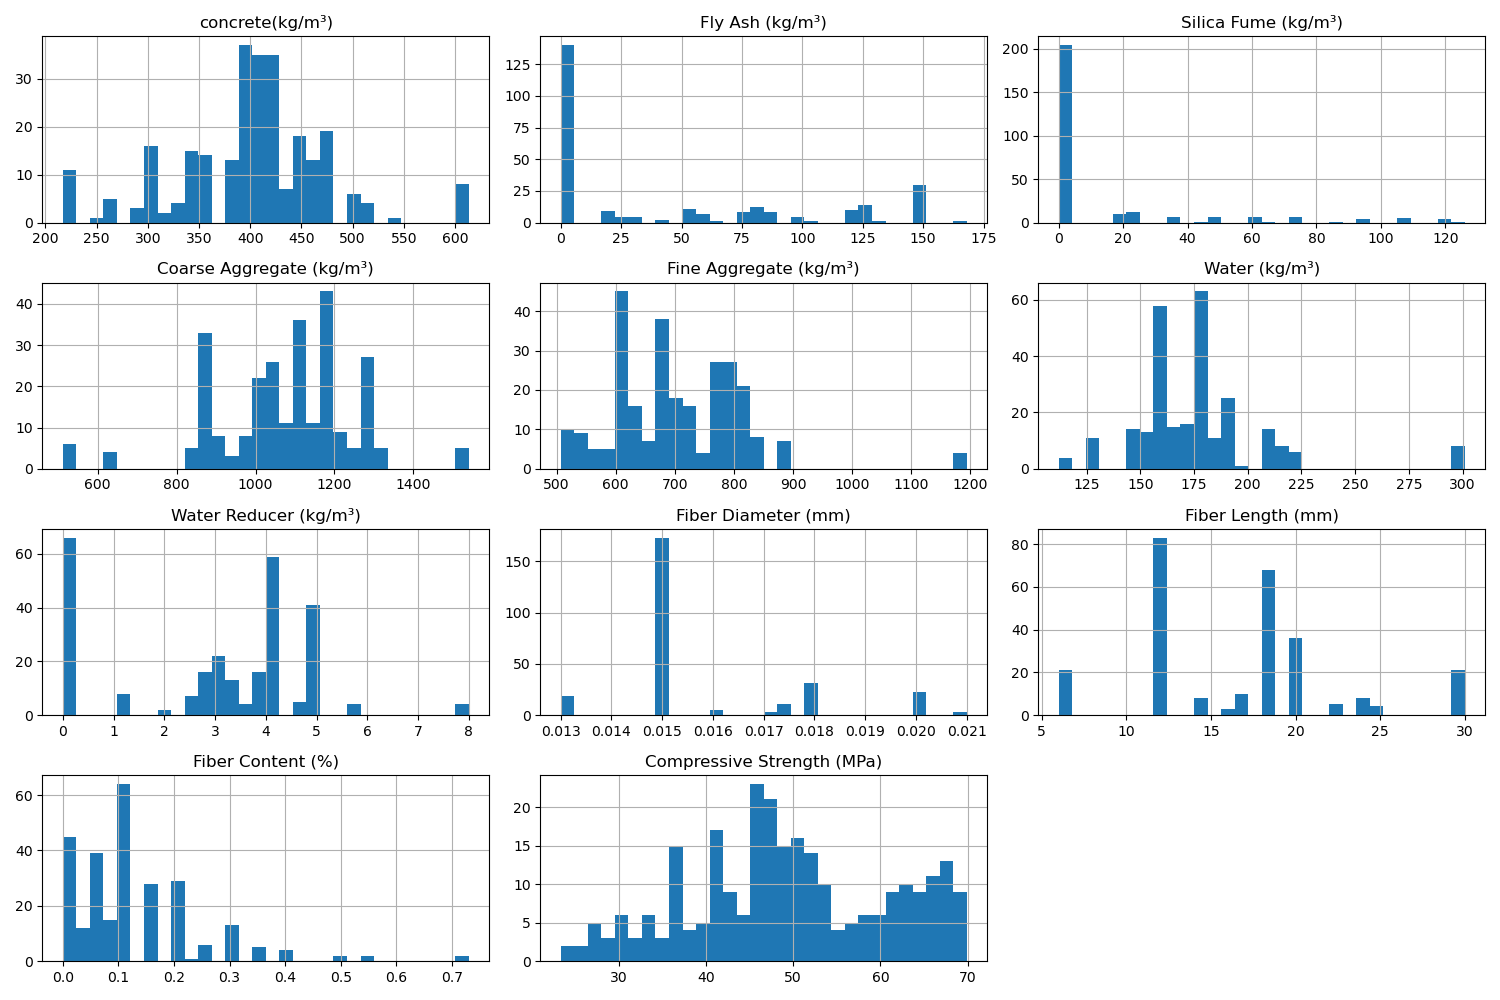 concrete(kg/m³)
30
20
10
0
200 250 300 350 400 450 500 550 600
Fly Ash (kg/m³)
125
100
75
50
25
0
0 25 50 75 100 125 150 175
Silica Fume (kg/m³)
200
150
100
50
0
0 20 40 60 80 100 120
Coarse Aggregate (kg/m³)
40
30
20
10
0
600 800 1000 1200 1400
Fine Aggregate (kg/m³)
40
30
20
10
0
500 600 700 800 900 1000 1100 1200
Water (kg/m³)
60
40
20
0
125 150 175 200 225 250 275 300
Water Reducer (kg/m³)
60
40
20
0
0 1 2 3 4 5 6 7 8
Fiber Diameter (mm)
150
100
50
0
0.013 0.014 0.015 0.016 0.017 0.018 0.019 0.020 0.021
Fiber Length (mm)
80
60
40
20
0
5 10 15 20 25 30
Fiber Content (%)
60
40
20
0
0.0 0.1 0.2 0.3 0.4 0.5 0.6 0.7
Compressive Strength (MPa)
20
15
10
5
0
30 40 50 60 70